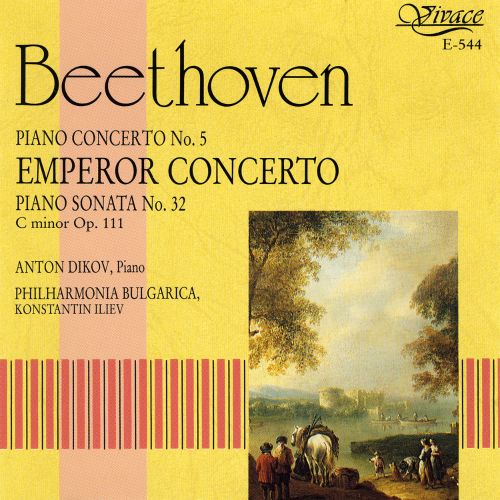 Vivace
E-544
Beethoven
PIANO CONCERTO No. 5
EMPEROR CONCERTO
PIANO SONATA No. 32
C minor Op. 111
ANTON DIKOV, Piano
PHILHARMONIA BULGARICA,
KONSTANTIN ILIEV